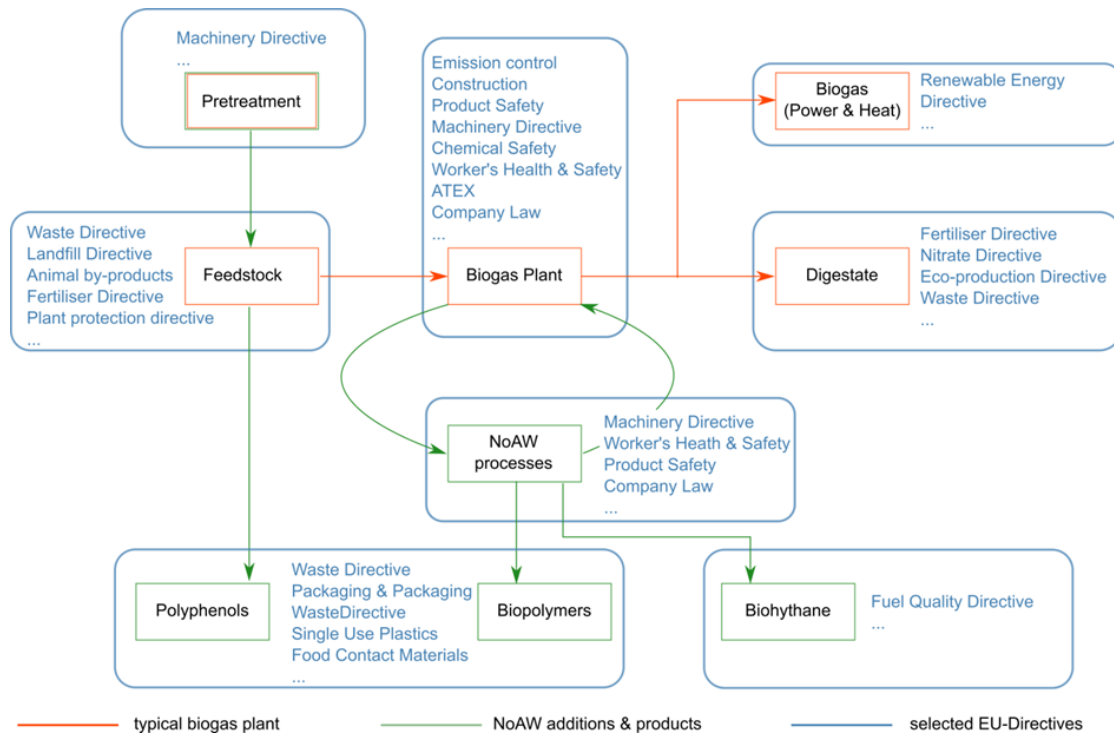 Machinery Directive
...
Pretreatment
Emission control
Construction
Product Safety
Machinery Directive
Chemical Safety
Worker's Health & Safety
ATEX
Company Law
...
Biogas Plant
Biogas
(Power & Heat)
Renewable Energy
Directive
...
Waste Directive
Landfill Directive
Animal by-products
Fertiliser Directive
Plant protection directive
...
Feedstock
Digestate
Fertiliser Directive
Nitrate Directive
Eco-production Directive
Waste Directive
...
NoAW
processes
Machinery Directive
Worker's Heath & Safety
Product Safety
Company Law
...
Polyphenols
Waste Directive
Packaging & Packaging
WasteDirective
Single Use Plastics
Food Contact Materials
...
Biopolymers
Biohythane
Fuel Quality Directive
...
typical biogas plant
NoAW additions & products
selected EU-Directives